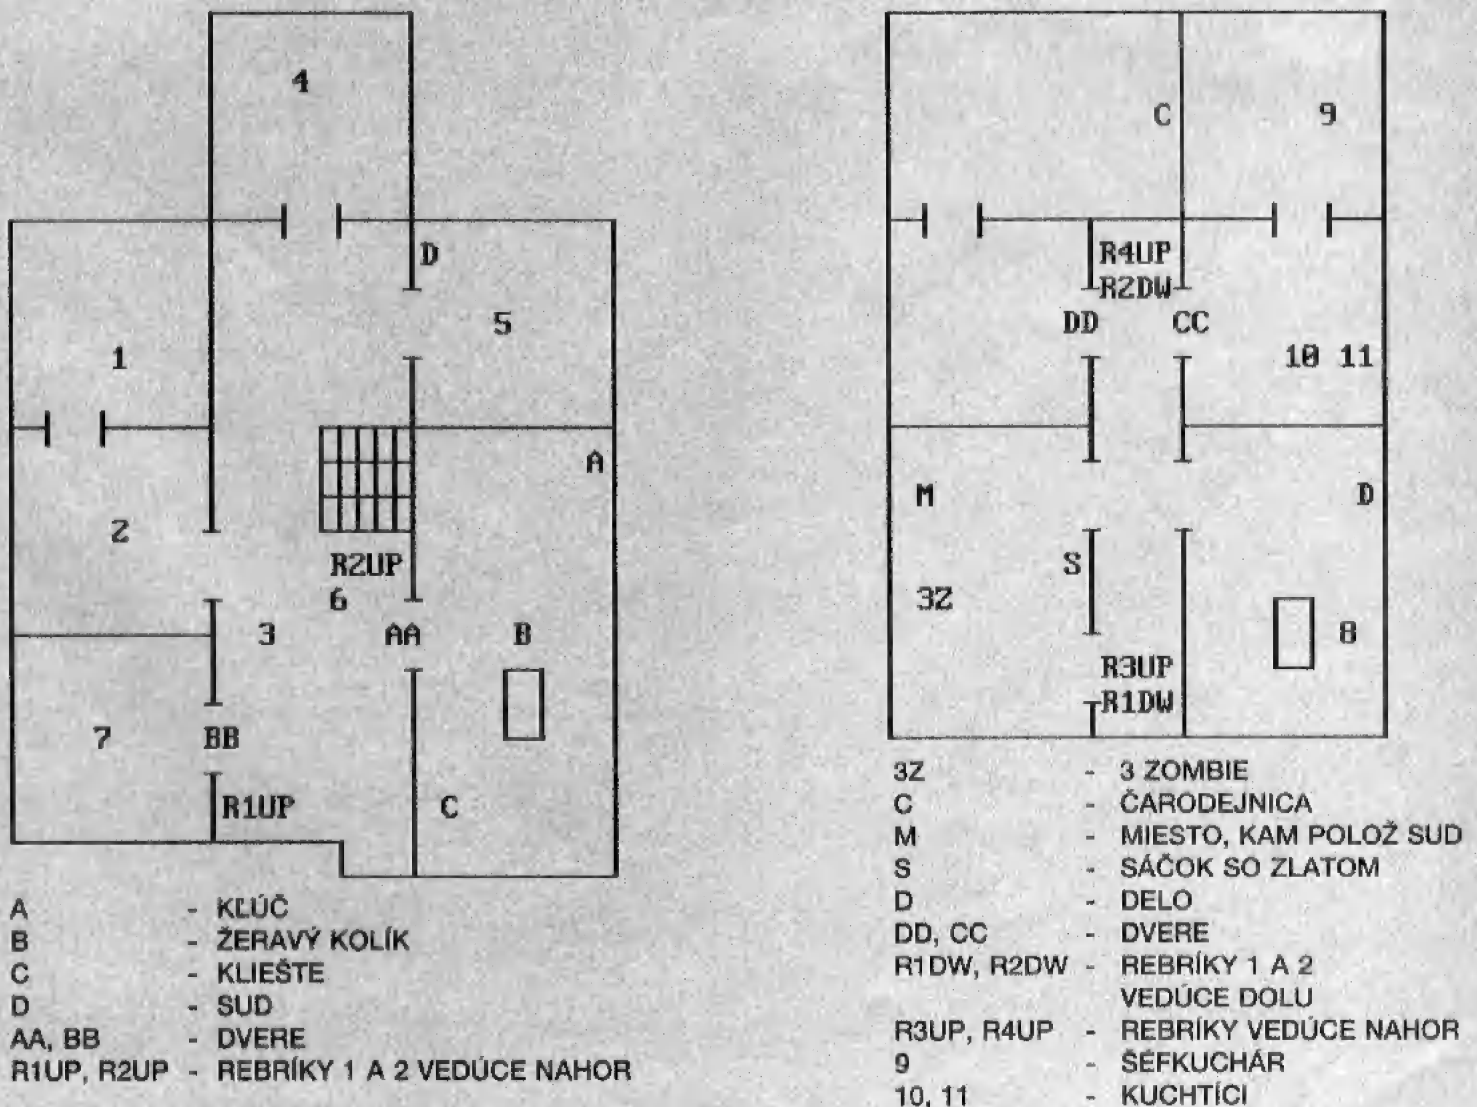 4
D
5
1
A
2
R2UP
6
3
AA
B
7
BB
R1UP
C
A - KĽÚČ
B - ŽERAVÝ KOLÍK
C - KLIEŠTE
D - SUD
AA, BB - DVERE
R1UP, R2UP - REBRÍKY 1 A 2 VEDÚCE NAHOR
C
9
R4UP
R2DW
DD
CC
10 11
M
D
S
3Z
8
R3UP
R1DW
3Z - 3 ZOMBIE
C - ČARODEJNICA
M - MIESTO, KAM POLOŽ SUD
S - SÁČOK SO ZLATOM
D - DELO
DD, CC - DVERE
R1DW, R2DW - REBRÍKY 1 A 2
VEDÚCE DOLU
R3UP, R4UP - REBRÍKY VEDÚCE NAHOR
9 - ŠÉFKUCHÁR
10, 11 - KUCHTÍCI